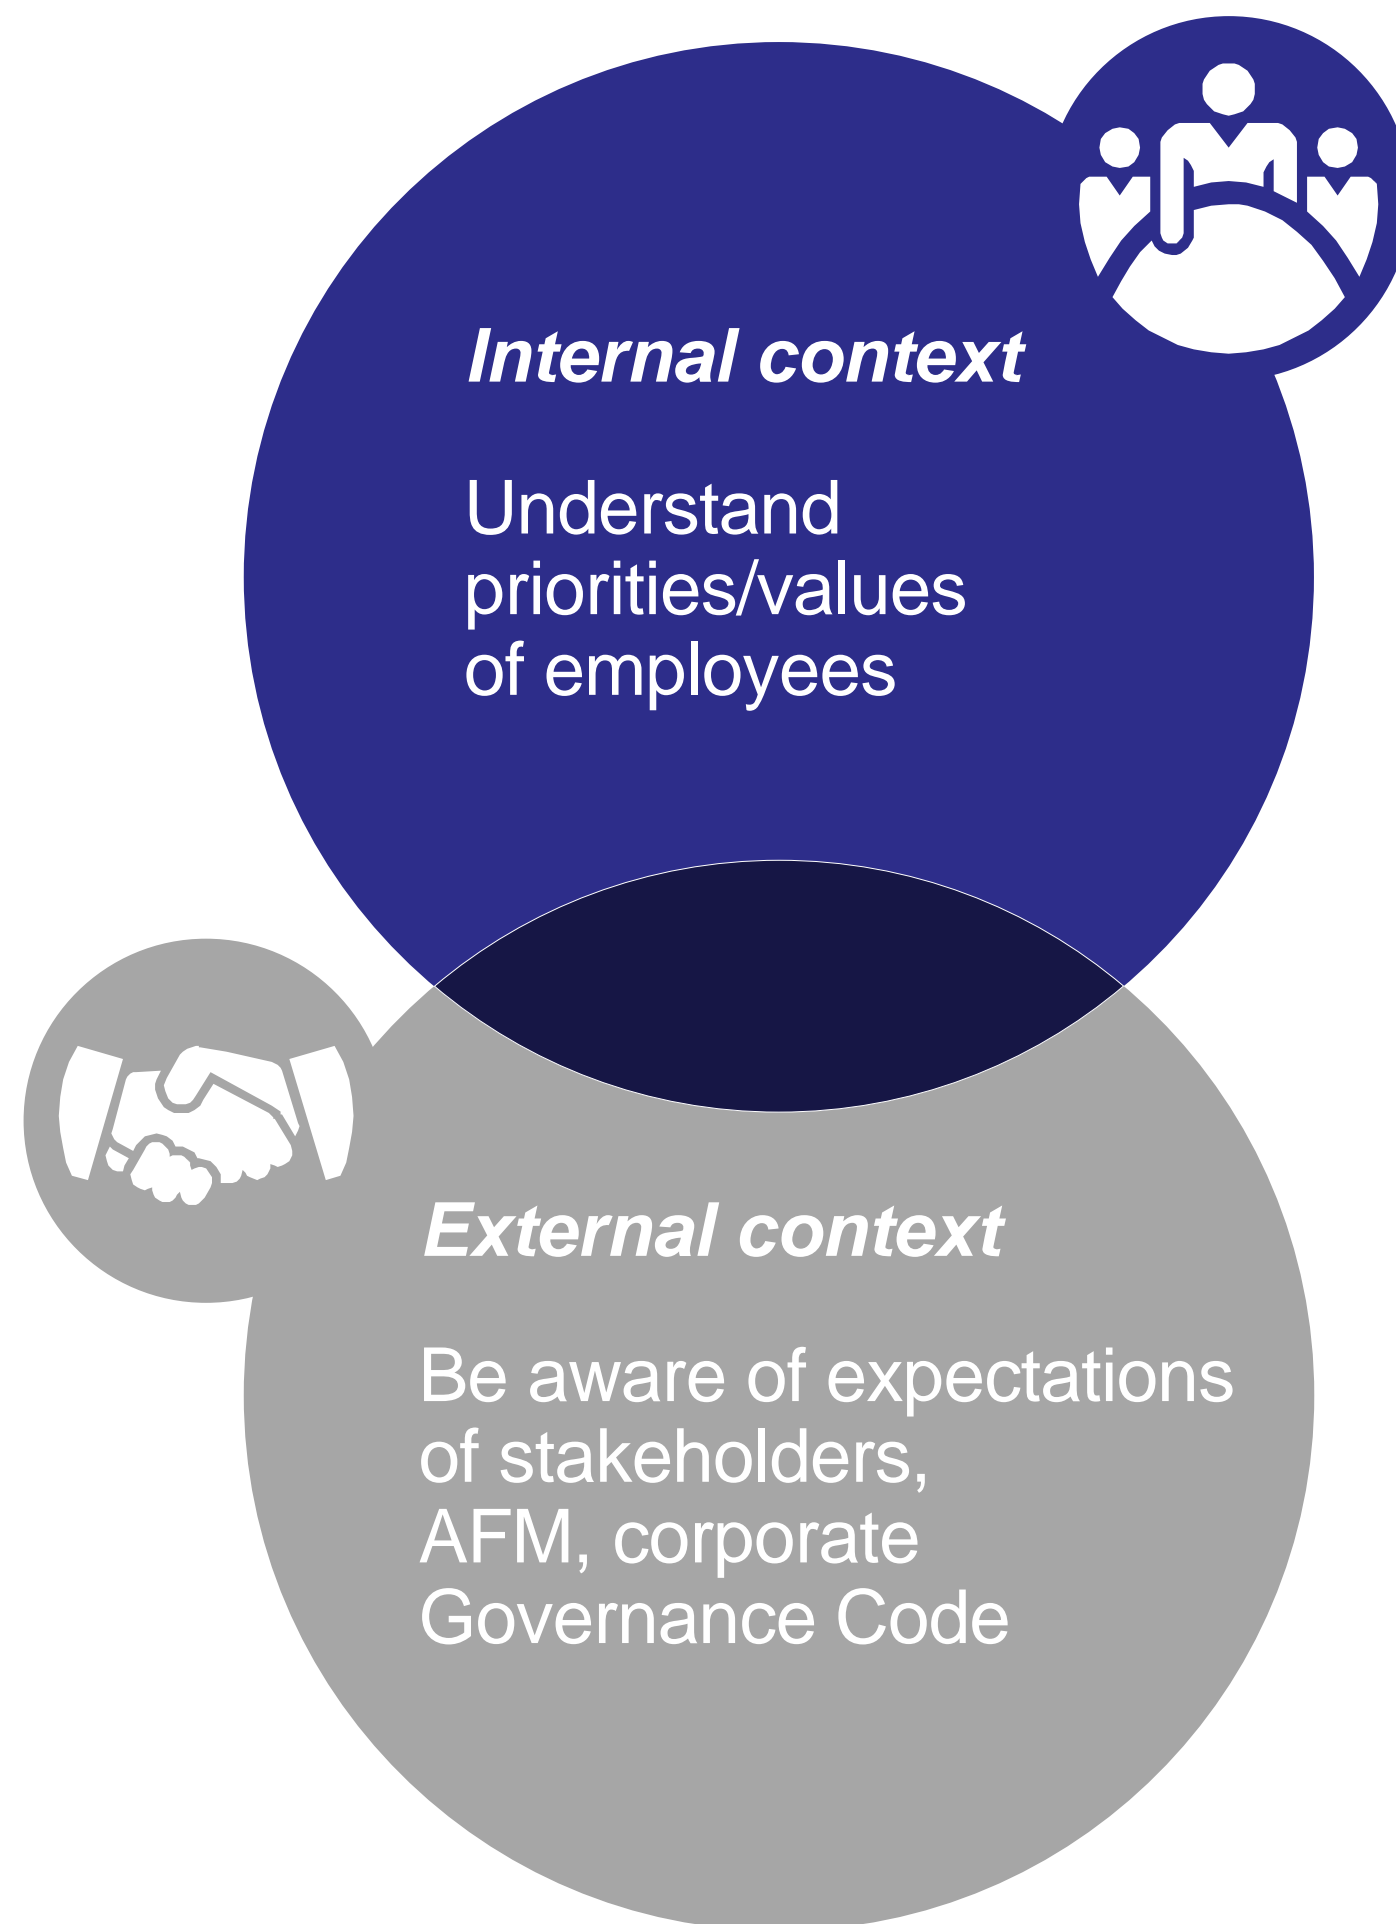 Internal context
Understand
priorities/values
of employees
External context
Be aware of expectations
of stakeholders,
AFM, corporate
Governance Code